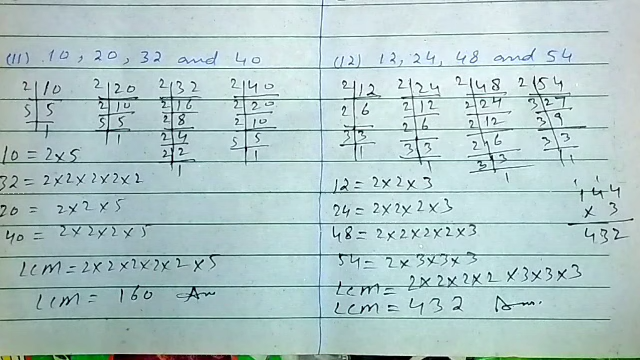 (11) 10, 20, 32 and 40
2 | 10
5 | 5
1
2 | 20
2 | 10
5 | 5
1
2 | 32
2 | 16
2 | 8
2 | 4
2 | 2
1
2 | 40
2 | 20
2 | 10
5 | 5
1
10 = 2×5
32 = 2×2×2×2×2
20 = 2×2×5
40 = 2×2×2×5
LCM = 2×2×2×2×2×5
LCM = 160 An
(12) 12, 24, 48 and 54
2 | 12
2 | 6
3 | 3
1
2 | 24
2 | 12
2 | 6
3 | 3
1
2 | 48
2 | 24
2 | 12
2 | 6
3 | 3
1
2 | 54
3 | 27
3 | 9
3 | 3
1
12 = 2×2×3
24 = 2×2×2×3
48 = 2×2×2×2×3
54 = 2×3×3×3
LCM = 2×2×2×2×3×3×3
LCM = 432 An.
144
× 3
432